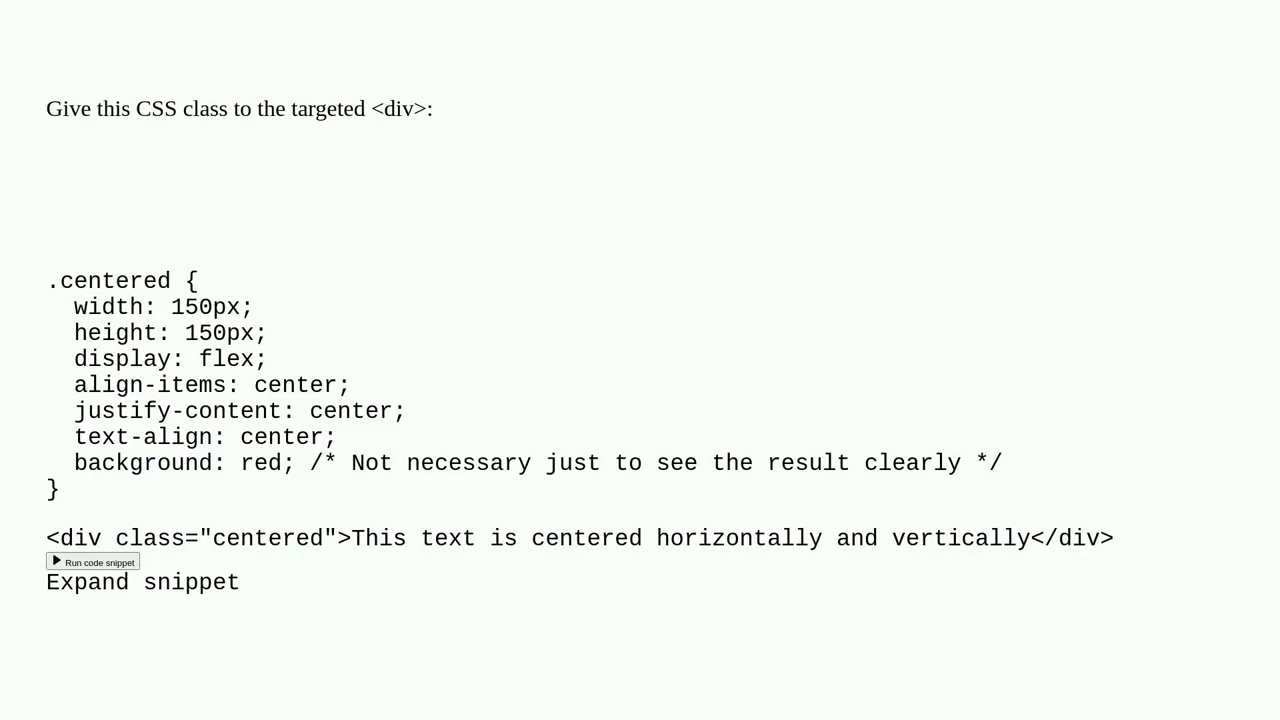 Give this CSS class to the targeted <div>:
.centered {
  width: 150px;
  height: 150px;
  display: flex;
  align-items: center;
  justify-content: center;
  text-align: center;
  background: red; /* Not necessary just to see the result clearly */
}
<div class="centered">This text is centered horizontally and vertically</div>
Run code snippet
Expand snippet